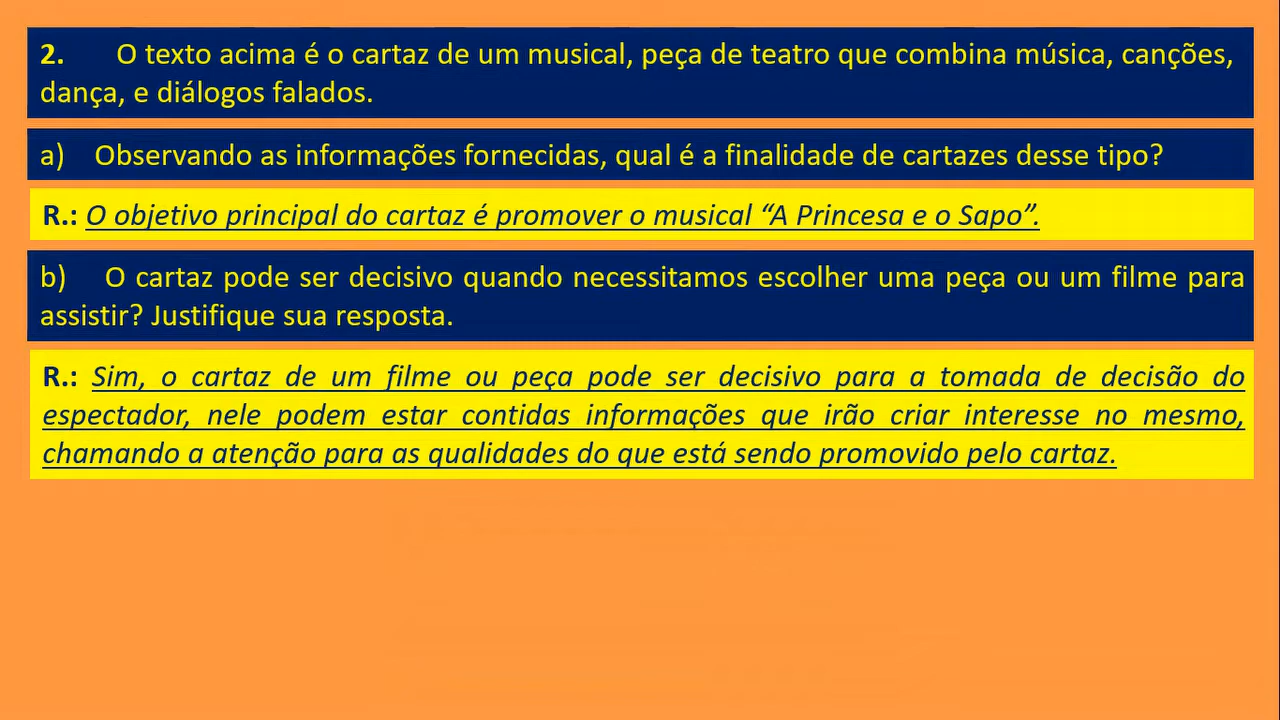 2. O texto acima é o cartaz de um musical, peça de teatro que combina música, canções,
dança, e diálogos falados.
a) Observando as informações fornecidas, qual é a finalidade de cartazes desse tipo?
R.: O objetivo principal do cartaz é promover o musical “A Princesa e o Sapo”.
b) O cartaz pode ser decisivo quando necessitamos escolher uma peça ou um filme para
assistir? Justifique sua resposta.
R.: Sim, o cartaz de um filme ou peça pode ser decisivo para a tomada de decisão do
espectador, nele podem estar contidas informações que irão criar interesse no mesmo,
chamando a atenção para as qualidades do que está sendo promovido pelo cartaz.